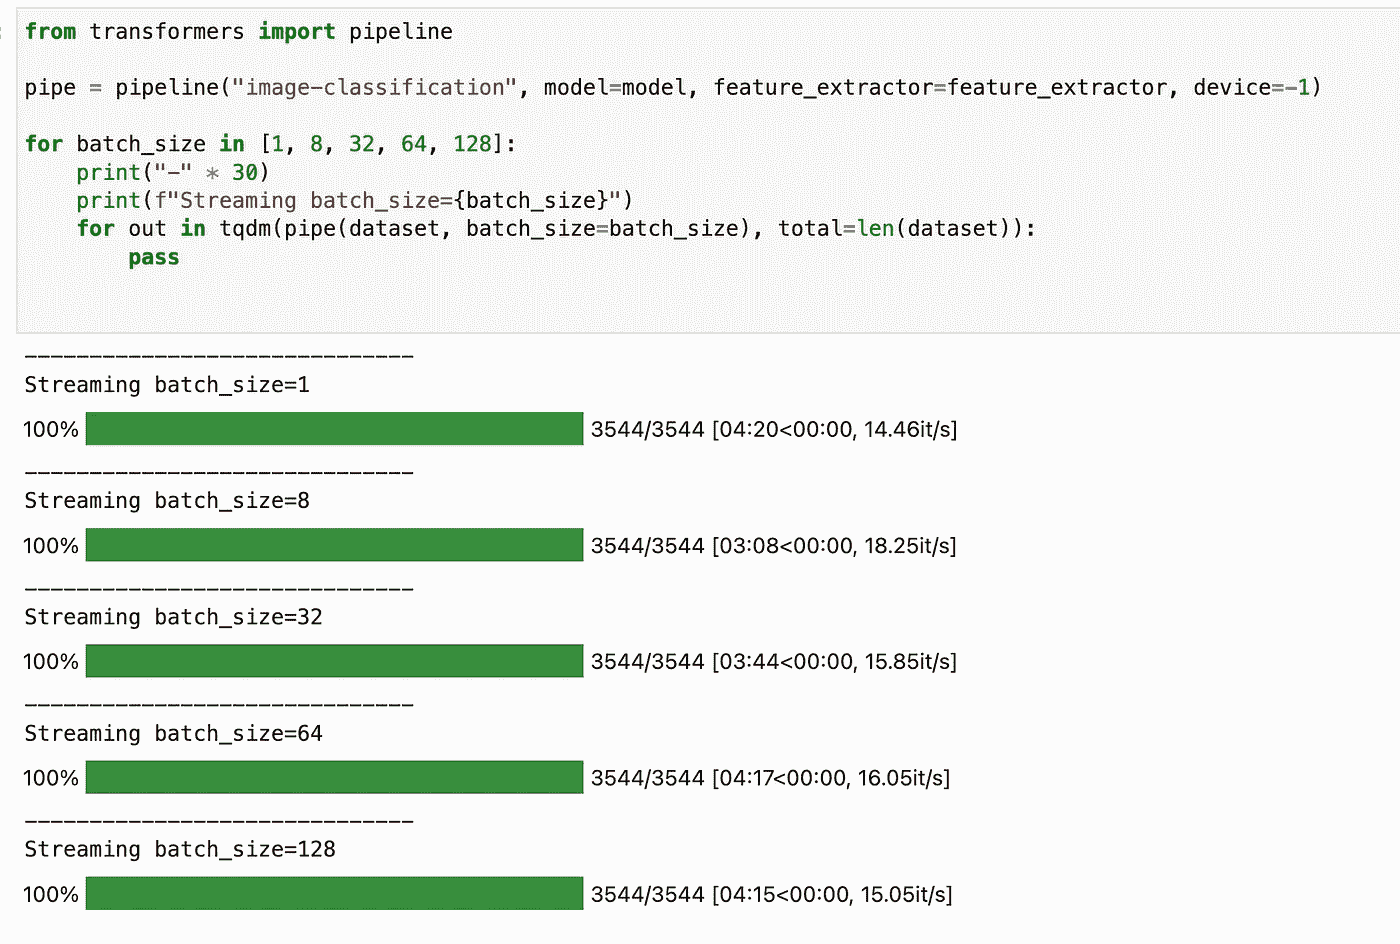 from transformers import pipeline
pipe = pipeline("image-classification", model=model, feature_extractor=feature_extractor, device=-1)
for batch_size in [1, 8, 32, 64, 128]:
    print("-" * 30)
    print(f"Streaming batch_size={batch_size}")
    for out in tqdm(pipe(dataset, batch_size=batch_size), total=len(dataset)):
        pass
------------------------------
Streaming batch_size=1
100% 3544/3544 [04:20<00:00, 14.46it/s]
------------------------------
Streaming batch_size=8
100% 3544/3544 [03:08<00:00, 18.25it/s]
------------------------------
Streaming batch_size=32
100% 3544/3544 [03:44<00:00, 15.85it/s]
------------------------------
Streaming batch_size=64
100% 3544/3544 [04:17<00:00, 16.05it/s]
------------------------------
Streaming batch_size=128
100% 3544/3544 [04:15<00:00, 15.05it/s]